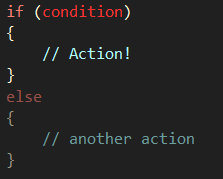 if (condition)
{
    // Action!
}
else
{
    // another action
}